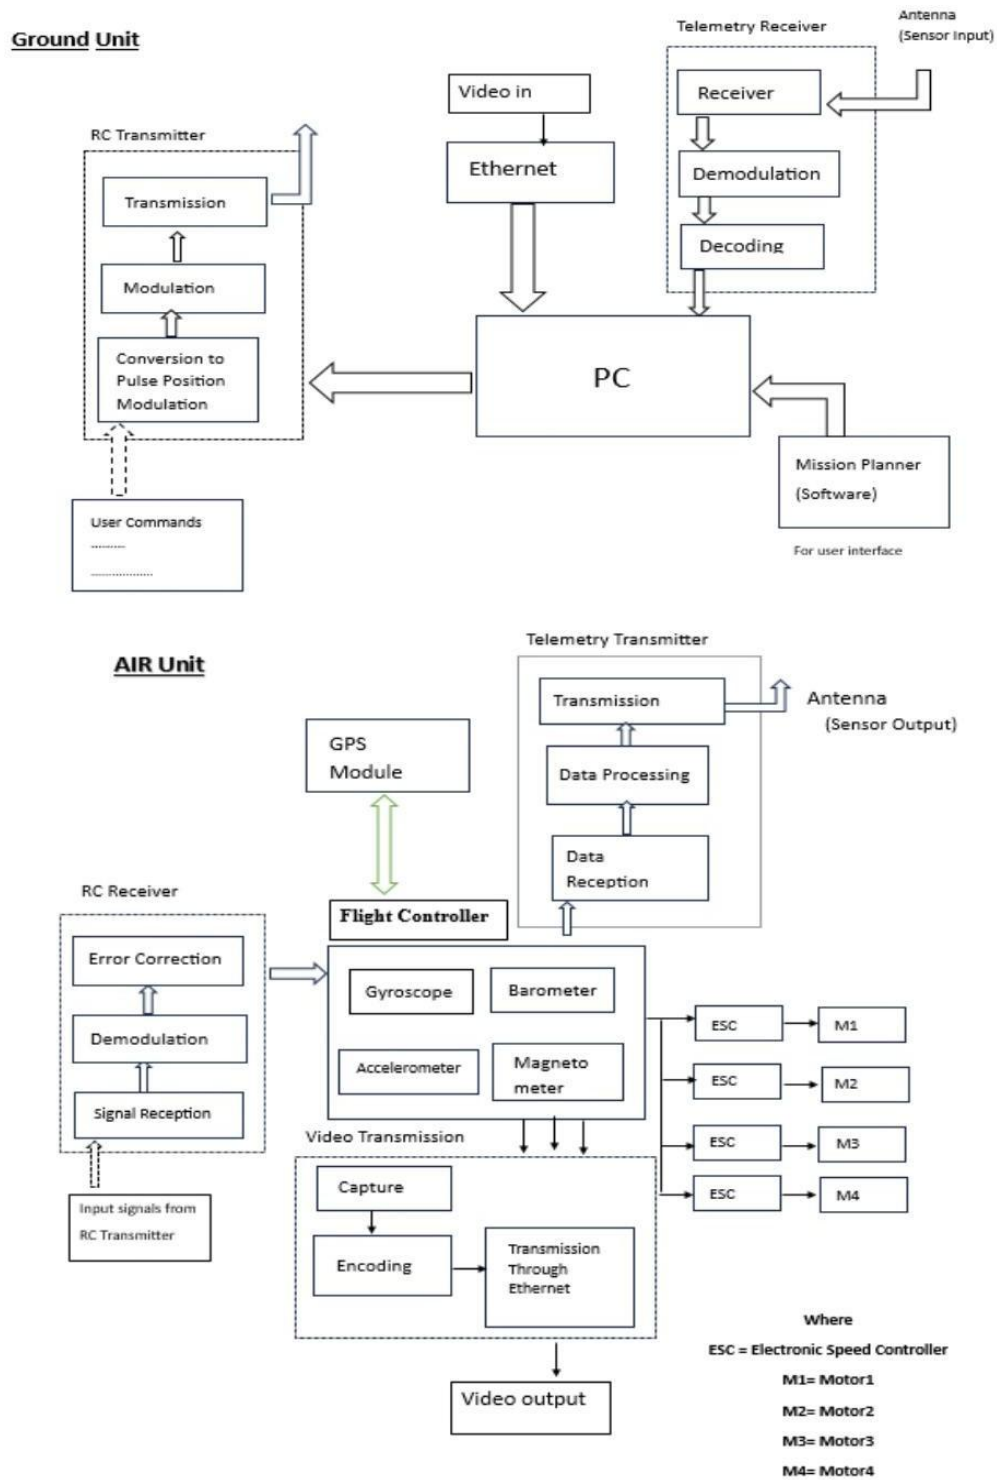 Ground Unit
Telemetry Receiver
Antenna
(Sensor Input)
Video in
Receiver
RC Transmitter
Ethernet
Demodulation
Transmission
Decoding
Modulation
Conversion to
Pulse Position
Modulation
PC
Mission Planner
(Software)
User Commands
..........
..................
For user interface
AIR Unit
Telemetry Transmitter
Transmission
Antenna
(Sensor Output)
GPS
Module
Data Processing
Data
Reception
RC Receiver
Flight Controller
Error Correction
Gyroscope
Barometer
ESC
M1
Demodulation
Accelerometer
Magneto
meter
ESC
M2
Signal Reception
Video Transmission
ESC
M3
Capture
ESC
M4
Input signals from
RC Transmitter
Encoding
Transmission
Through
Ethernet
Where
ESC = Electronic Speed Controller
Video output
M1= Motor1
M2= Motor2
M3= Motor3
M4= Motor4